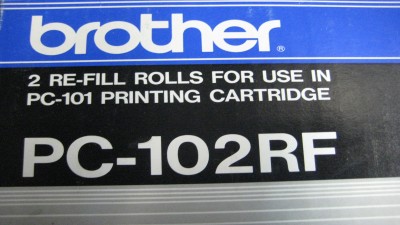 brother®
2 RE-FILL ROLLS FOR USE IN
PC-101 PRINTING CARTRIDGE
PC-102RF